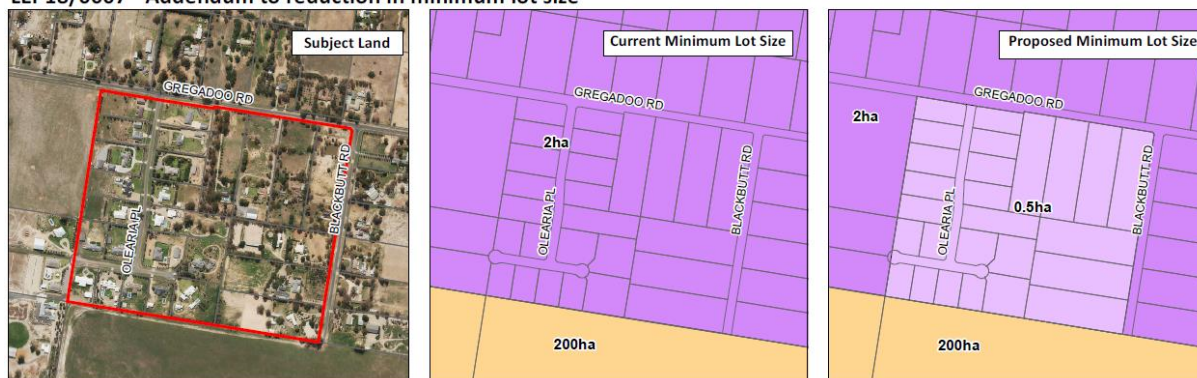 LEP18/0007 - Addendum to reduction in minimum lot size
Subject Land
GREGADOO RD
BLACKBUTT RD
OLEARIA PL
Current Minimum Lot Size
GREGADOO RD
2ha
BLACKBUTT RD
OLEARIA PL
200ha
Proposed Minimum Lot Size
GREGADOO RD
2ha
BLACKBUTT RD
0.5ha
OLEARIA PL
200ha